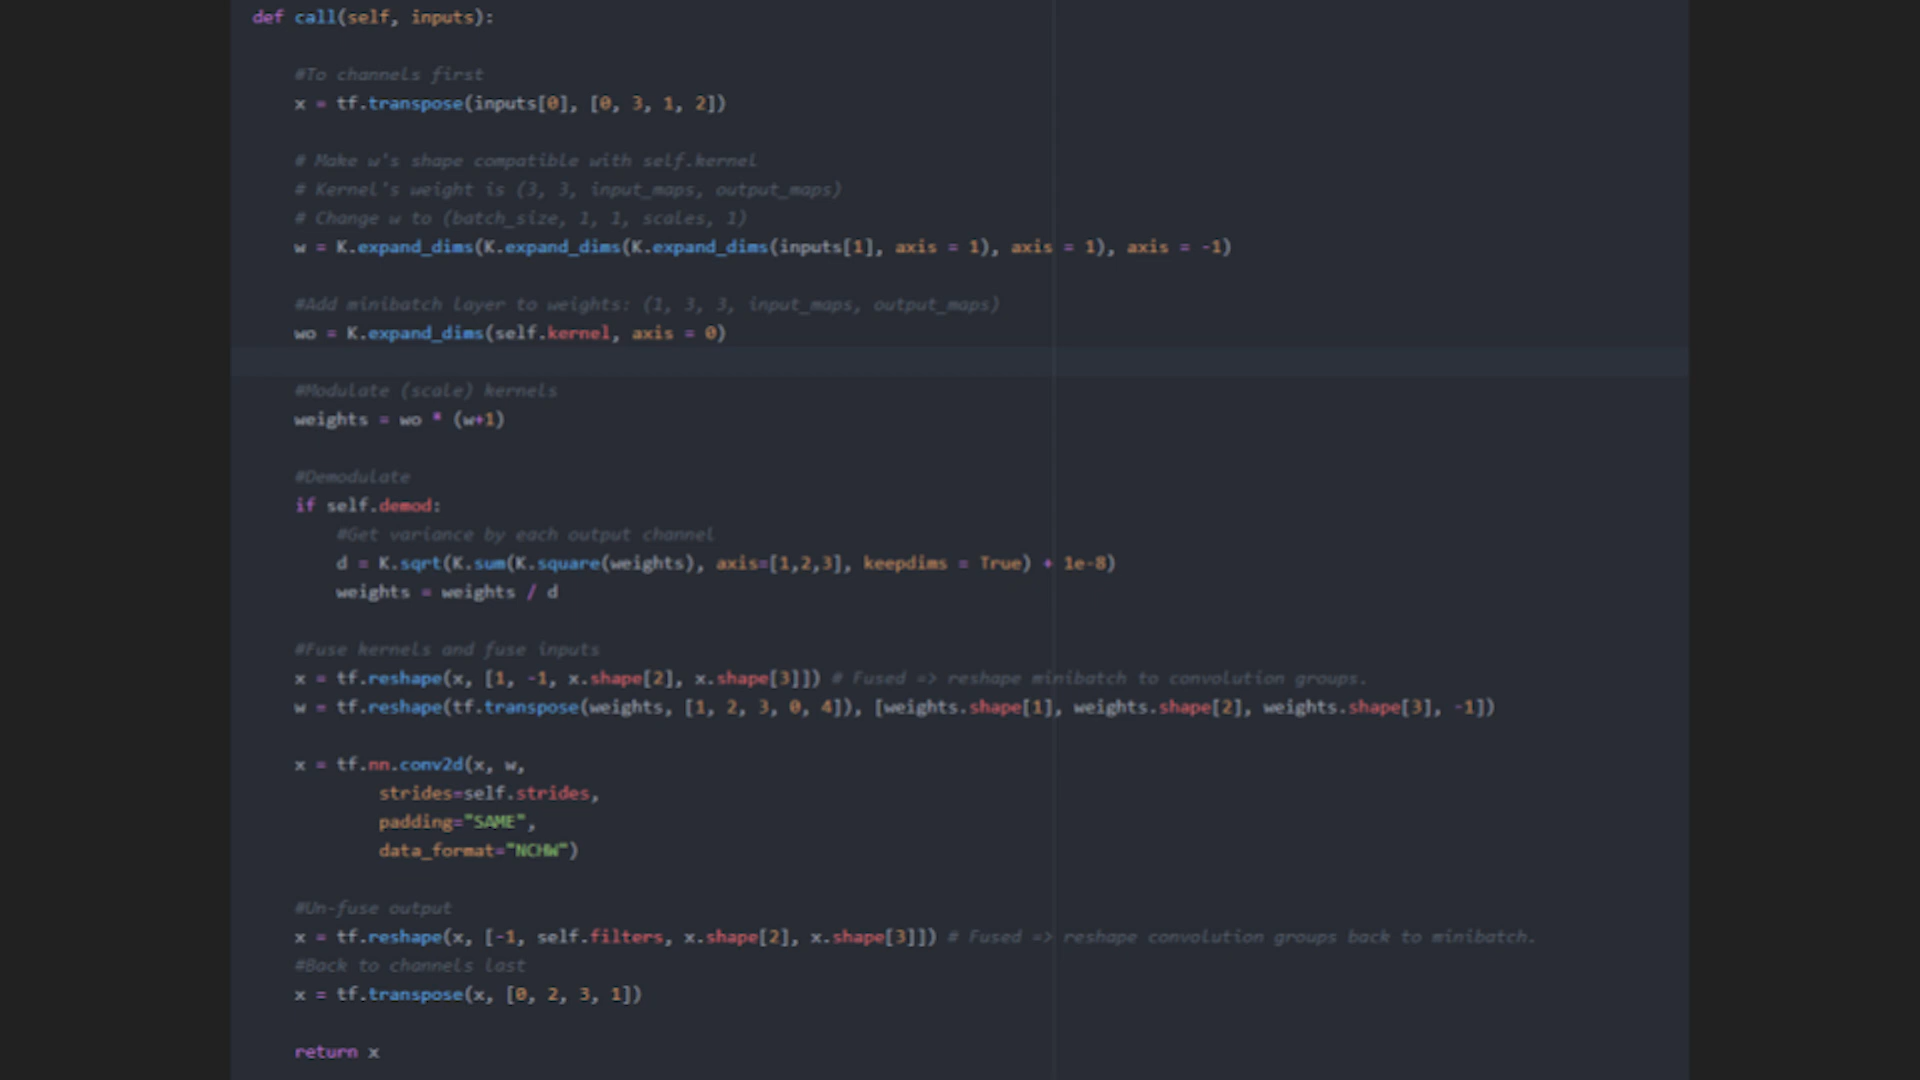 def call(self, inputs):
#To channels first
x = tf.transpose(inputs[0], [0, 3, 1, 2])
# Make w's shape compatible with self.kernel
# Kernel's weight is (3, 3, input_maps, output_maps)
# Change w to (batch_size, 1, 1, scales, 1)
w = K.expand_dims(K.expand_dims(K.expand_dims(inputs[1], axis = 1), axis = 1), axis = -1)
#Add minibatch layer to weights: (1, 3, 3, input_maps, output_maps)
wo = K.expand_dims(self.kernel, axis = 0)
#Modulate (scale) kernels
weights = wo * (w+1)
#Demodulate
if self.demod:
#Get variance by each output channel
d = K.sqrt(K.sum(K.square(weights), axis=[1,2,3], keepdims = True) + 1e-8)
weights = weights / d
#Fuse kernels and fuse inputs
x = tf.reshape(x, [1, -1, x.shape[2], x.shape[3]]) # Fused => reshape minibatch to convolution groups.
w = tf.reshape(tf.transpose(weights, [1, 2, 3, 0, 4]), [weights.shape[1], weights.shape[2], weights.shape[3], -1])
x = tf.nn.conv2d(x, w,
strides=self.strides,
padding="SAME",
data_format="NCHW")
#Un-fuse output
x = tf.reshape(x, [-1, self.filters, x.shape[2], x.shape[3]]) # Fused => reshape convolution groups back to minibatch.
#Back to channels last
x = tf.transpose(x, [0, 2, 3, 1])
return x